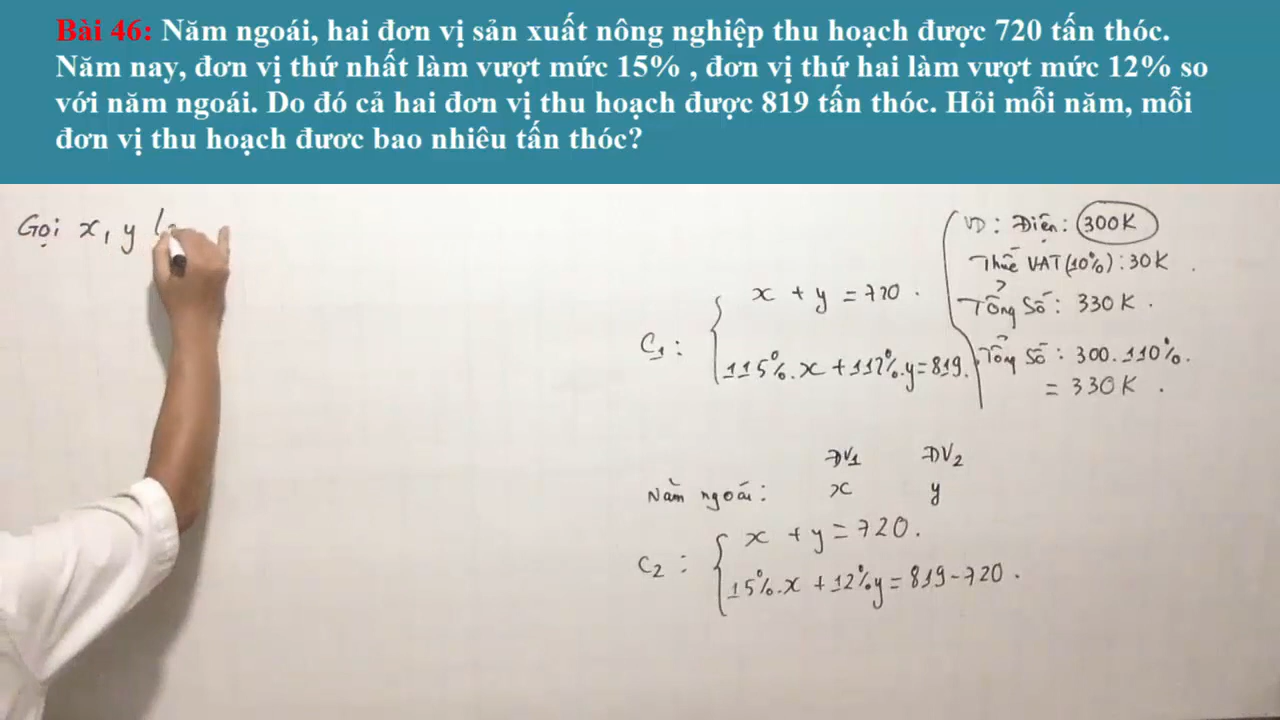 Bài 46: Năm ngoái, hai đơn vị sản xuất nông nghiệp thu hoạch được 720 tấn thóc.
Năm nay, đơn vị thứ nhất làm vượt mức 15% , đơn vị thứ hai làm vượt mức 12% so
với năm ngoái. Do đó cả hai đơn vị thu hoạch được 819 tấn thóc. Hỏi mỗi năm, mỗi
đơn vị thu hoạch đươc bao nhiêu tấn thóc?
Gọi x, y
C1:
x + y = 720.
115%.x + 112%.y = 819.
VD: Điện: 300K
Thuế VAT (10%): 30K.
Tổng Số: 330K.
Tổng Số: 300.110%.
= 330K.
ĐV1 ĐV2
Năm ngoái: x y
C2:
x + y = 720.
15%.x + 12%y = 819-720.